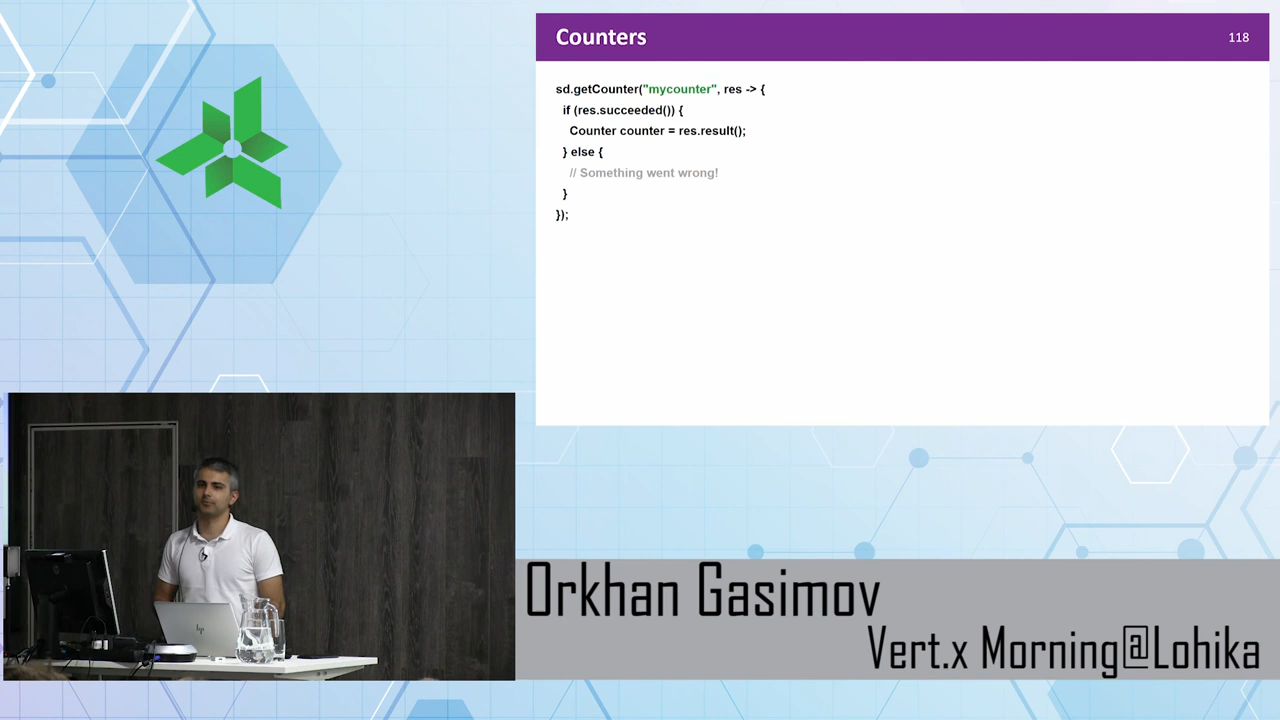 Counters
118
sd.getCounter("mycounter", res -> {
if (res.succeeded()) {
Counter counter = res.result();
} else {
// Something went wrong!
}
});
hp
Orkhan Gasimov
Vert.x Morning@Lohika